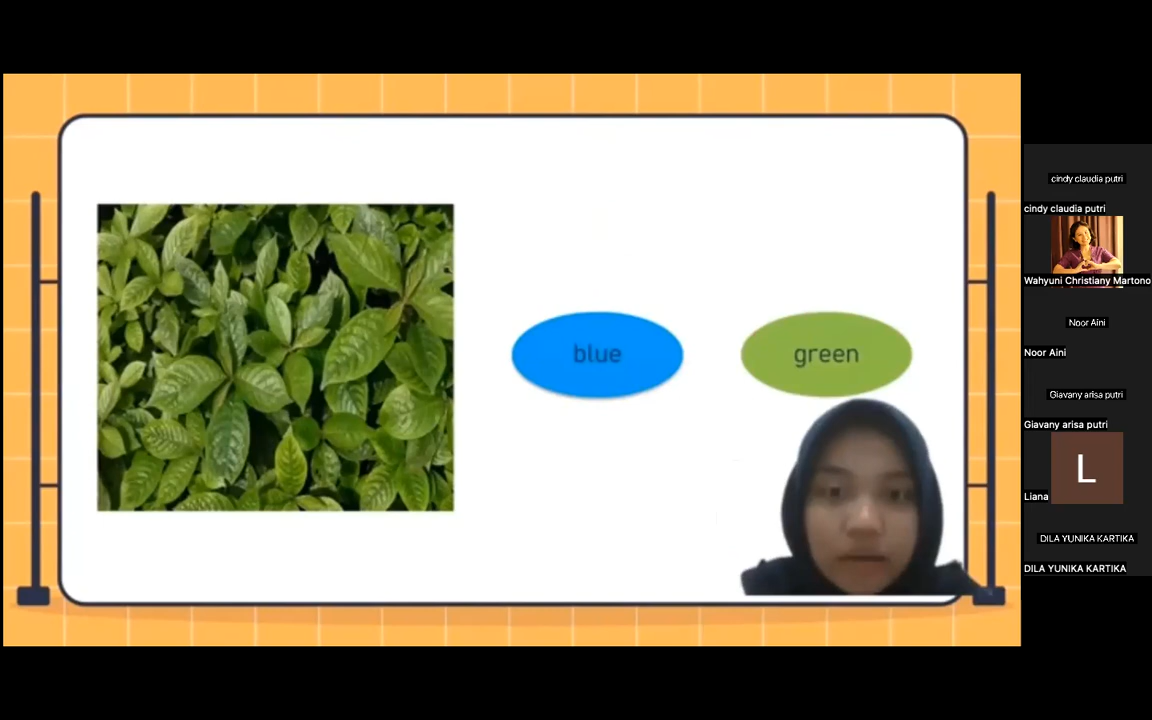 blue
green
cindy claudia putri
cindy claudia putri
Wahyuni Christiany Martono
Noor Aini
Noor Aini
Giavany arisa putri
Giavany arisa putri
L
Liana
DILA YUNIKA KARTIKA
DILA YUNIKA KARTIKA